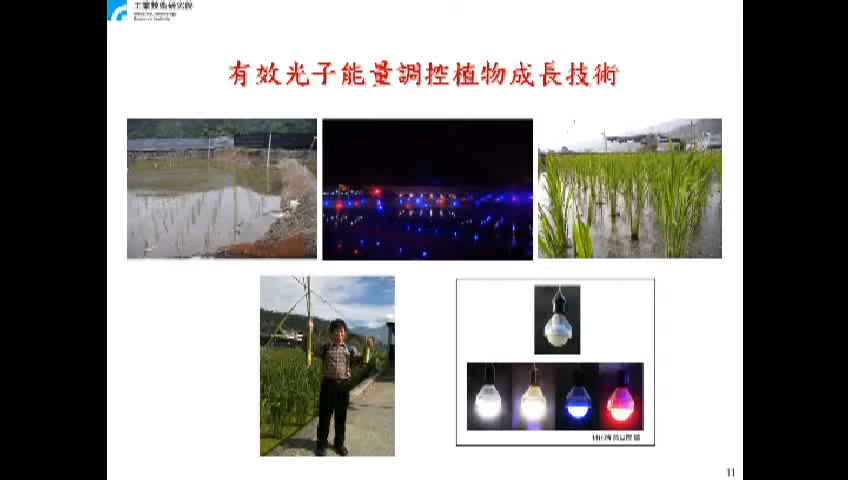 工業技術研究院
Industrial Technology
Research Institute
有效光子能量調控植物成長技術
11